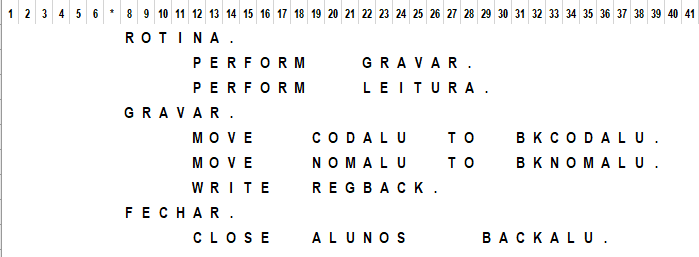 1 2 3 4 5 6 * 8 9 10 11 12 13 14 15 16 17 18 19 20 21 22 23 24 25 26 27 28 29 30 31 32 33 34 35 36 37 38 39 40 41
ROTINA.
PERFORM GRAVAR.
PERFORM LEITURA.
GRAVAR.
MOVE CODALU TO BKCODALU.
MOVE NOMALU TO BKNOMALU.
WRITE REGBACK.
FECHAR.
CLOSE ALUNOS BACKALU.